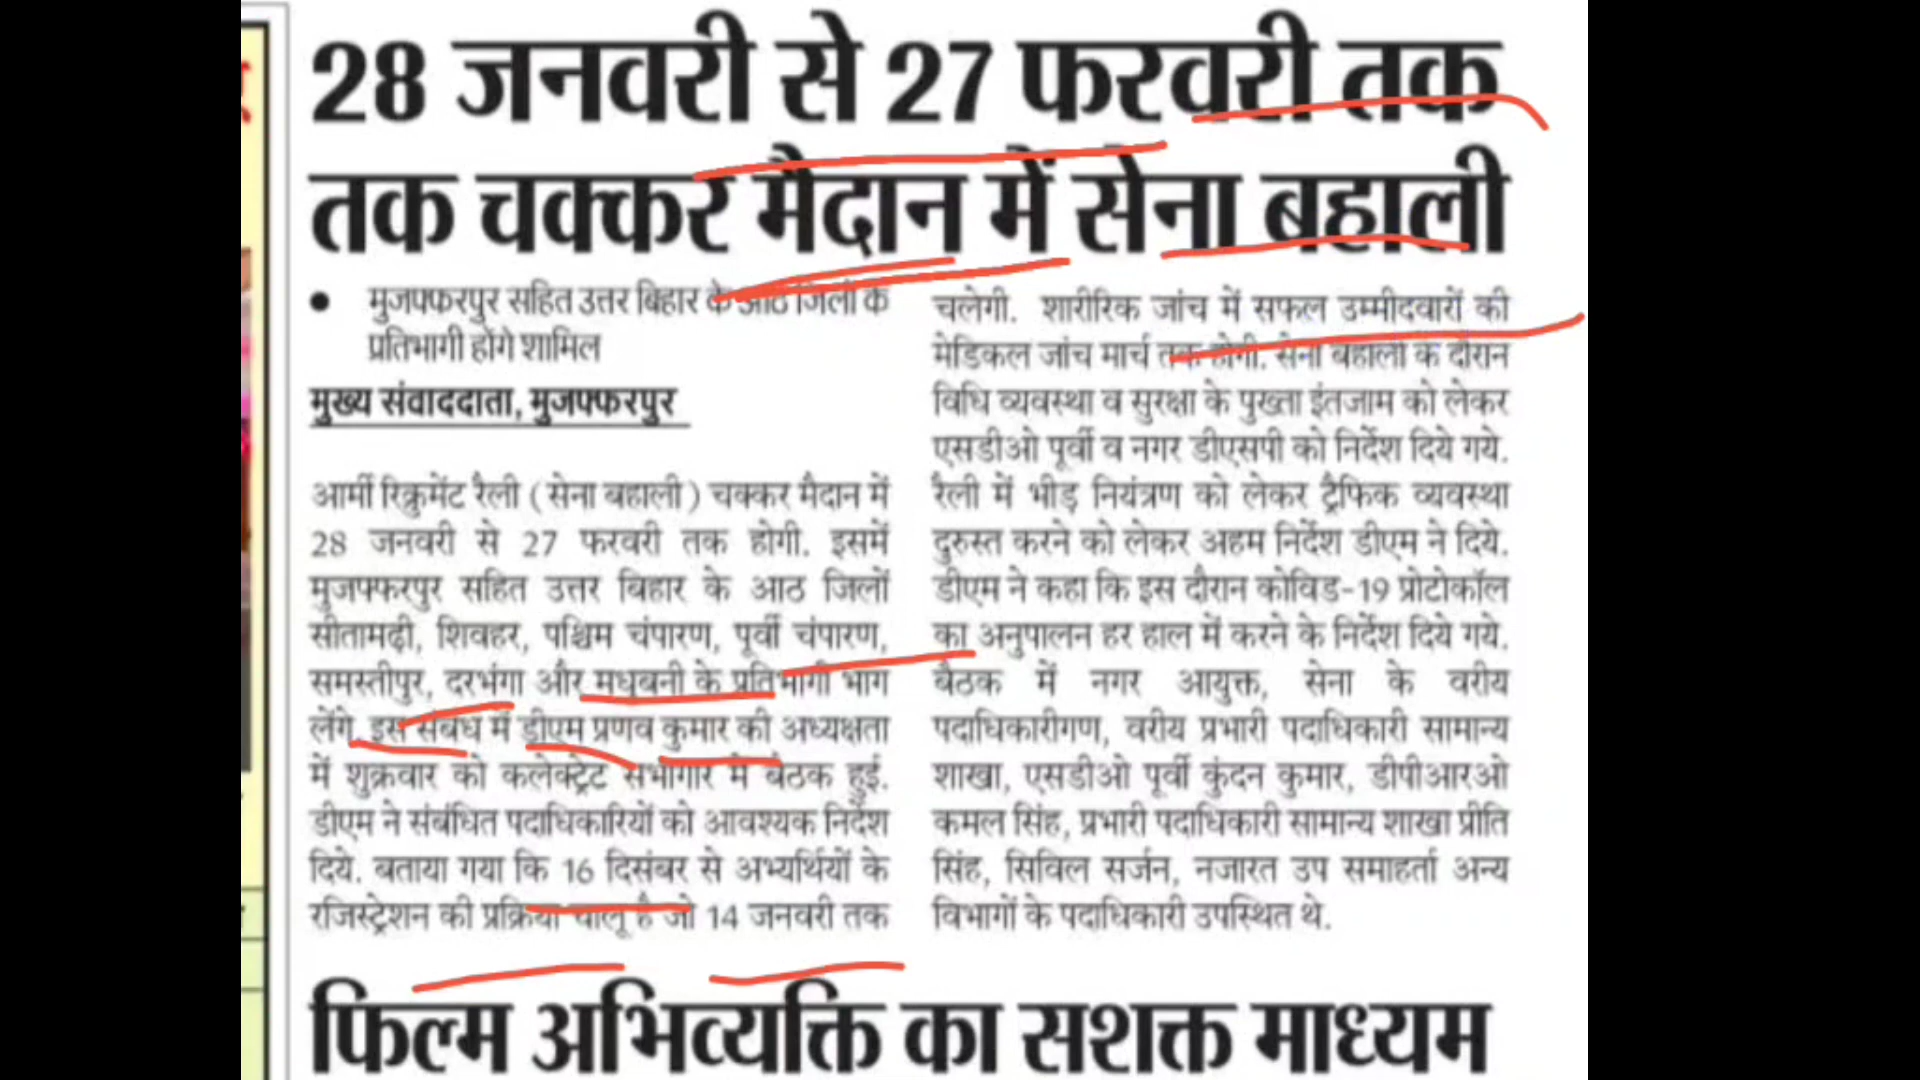 28 जनवरी से 27 फरवरी तक
तक चक्कर मैदान में सेना बहाली
● मुजफ्फरपुर सहित उत्तर बिहार के आठ जिलों के
प्रतिभागी होंगे शामिल
मुख्य संवाददाता, मुजफ्फरपुर
आर्मी रिक्रुमेंट रैली ( सेना बहाली ) चक्कर मैदान में
28 जनवरी से 27 फरवरी तक होगी. इसमें
मुजफ्फरपुर सहित उत्तर बिहार के आठ जिलों
सीतामढ़ी, शिवहर, पश्चिम चंपारण, पूर्वी चंपारण,
समस्तीपुर, दरभंगा और मधुबनी के प्रतिभागी भाग
लेंगे. इस संबंध में डीएम प्रणव कुमार की अध्यक्षता
में शुक्रवार को कलेक्ट्रेट सभागार में बैठक हुई.
डीएम ने संबंधित पदाधिकारियों को आवश्यक निर्देश
दिये. बताया गया कि 16 दिसंबर से अभ्यर्थियों के
रजिस्ट्रेशन की प्रक्रिया चालू है जो 14 जनवरी तक
चलेगी. शारीरिक जांच में सफल उम्मीदवारों की
मेडिकल जांच मार्च तक होगी. सेना बहाली के दौरान
विधि व्यवस्था व सुरक्षा के पुख्ता इंतजाम को लेकर
एसडीओ पूर्वी व नगर डीएसपी को निर्देश दिये गये.
रैली में भीड़ नियंत्रण को लेकर ट्रैफिक व्यवस्था
दुरुस्त करने को लेकर अहम निर्देश डीएम ने दिये.
डीएम ने कहा कि इस दौरान कोविड-19 प्रोटोकॉल
का अनुपालन हर हाल में करने के निर्देश दिये गये.
बैठक में नगर आयुक्त, सेना के वरीय
पदाधिकारीगण, वरीय प्रभारी पदाधिकारी सामान्य
शाखा, एसडीओ पूर्वी कुंदन कुमार, डीपीआरओ
कमल सिंह, प्रभारी पदाधिकारी सामान्य शाखा प्रीति
सिंह, सिविल सर्जन, नजारत उप समाहर्ता अन्य
विभागों के पदाधिकारी उपस्थित थे.
फिल्म अभिव्यक्ति का सशक्त माध्यम